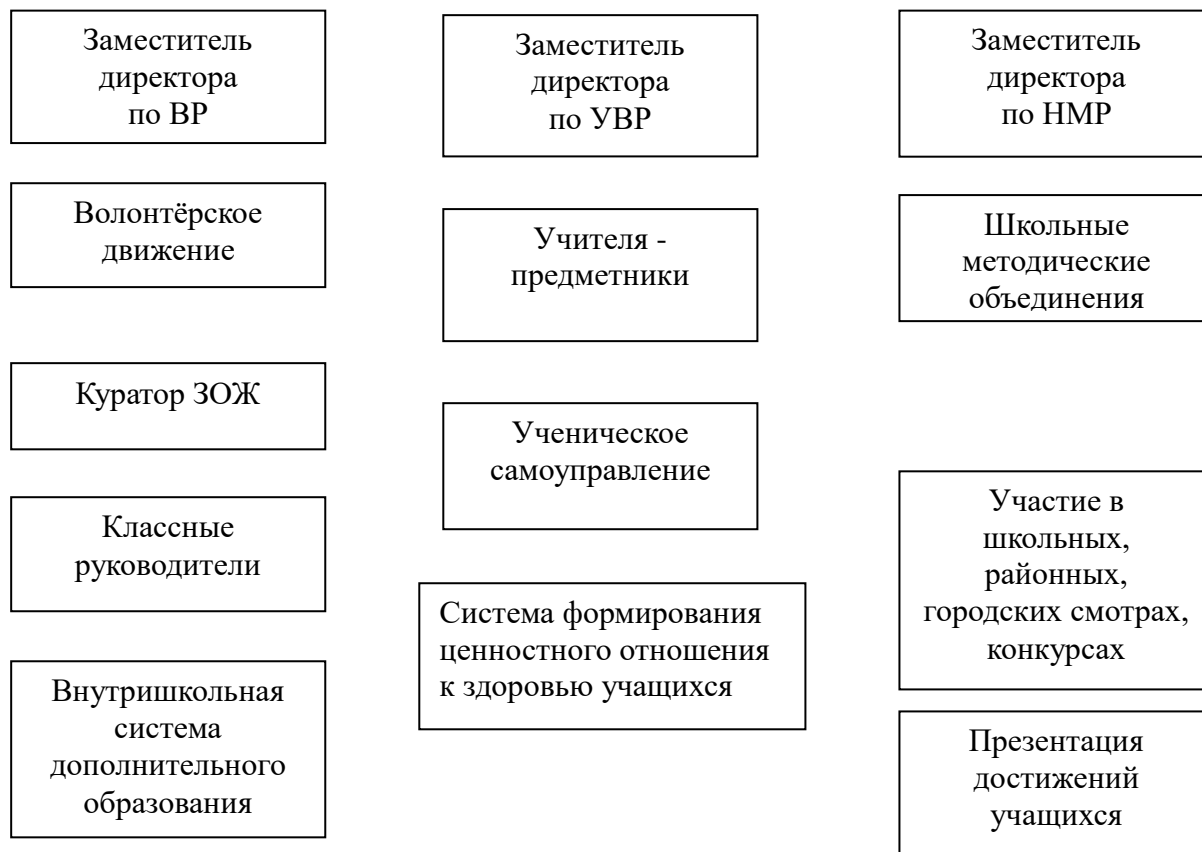 Заместитель
директора
по ВР
Заместитель
директора
по УВР
Заместитель
директора
по НМР
Волонтёрское
движение
Учителя -
предметники
Школьные
методические
объединения
Куратор ЗОЖ
Ученическое
самоуправление
Классные
руководители
Участие в
школьных,
районных,
городских смотрах,
конкурсах
Система формирования
ценностного отношения
к здоровью учащихся
Внутришкольная
система
дополнительного
образования
Презентация
достижений
учащихся